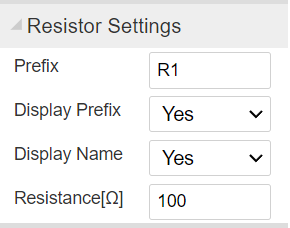 Resistor Settings
Prefix R1
Display Prefix Yes
Display Name Yes
Resistance[Ω] 100